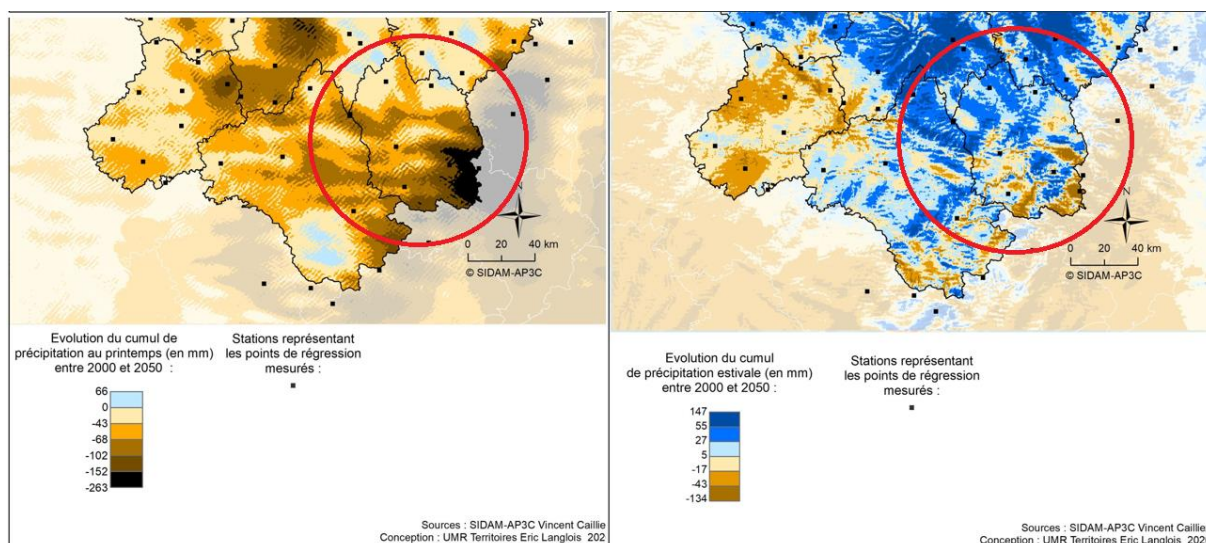 N
0 20 40 km
© SIDAM-AP3C
Evolution du cumul de
précipitation au printemps (en mm)
entre 2000 et 2050 :
66
0
-43
-68
-102
-152
-263
Stations représentant
les points de régression
mesurés :
Sources : SIDAM-AP3C Vincent Caillie
Conception : UMR Territoires Eric Langlois 202
N
0 20 40 km
© SIDAM-AP3C
Evolution du cumul
de précipitation estivale (en mm)
entre 2000 et 2050 :
147
55
27
5
-17
-43
-134
Stations représentant
les points de régression
mesurés :
Sources : SIDAM-AP3C Vincent Caillie
Conception : UMR Territoires Eric Langlois 2020